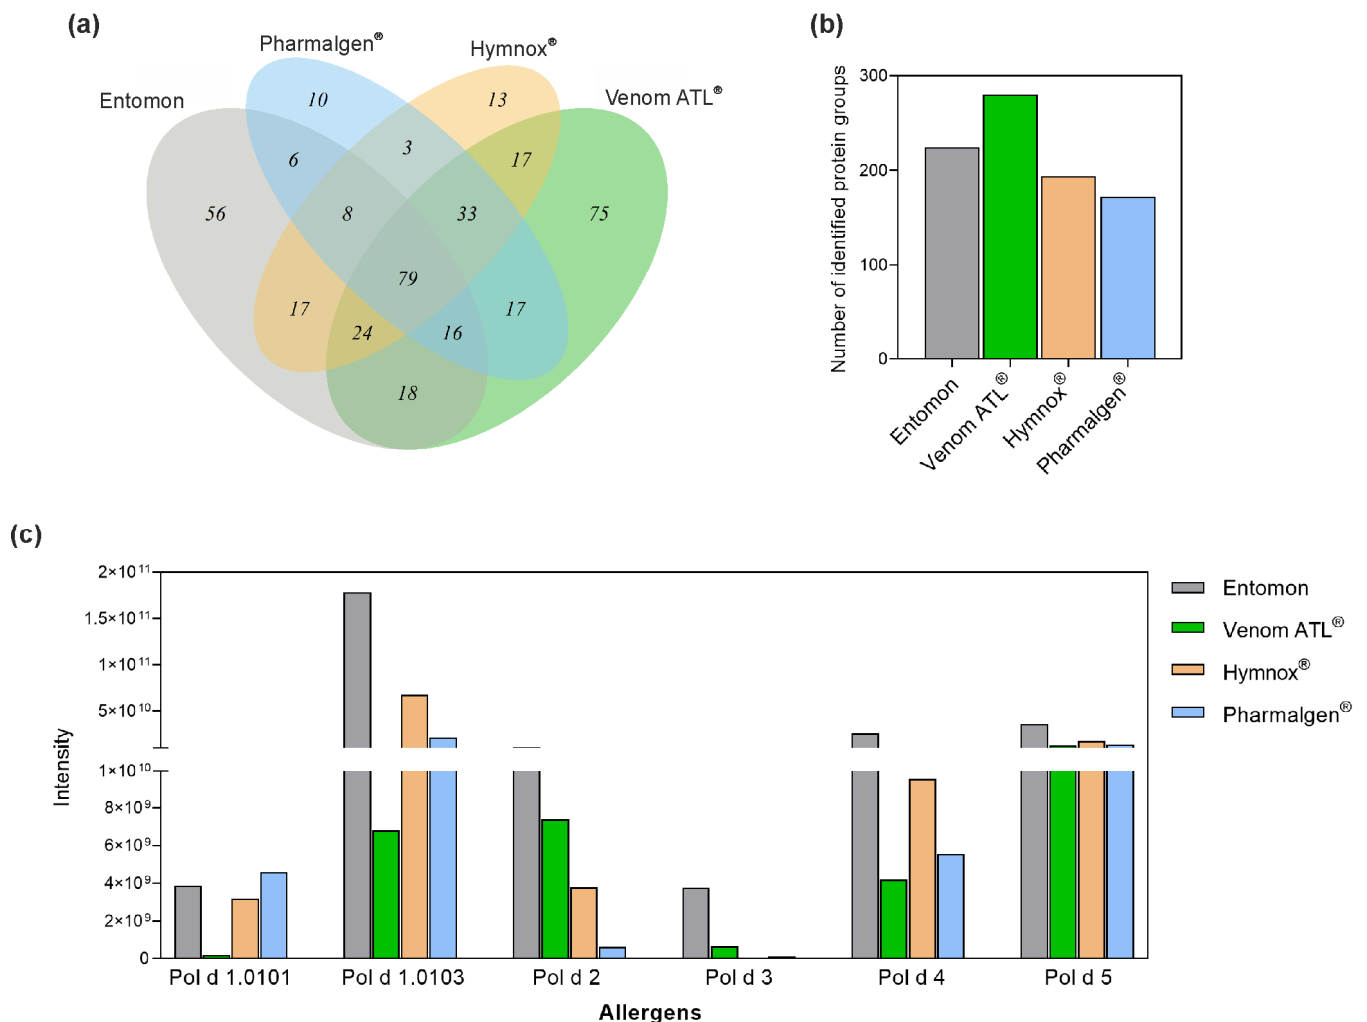 (a)
(b)
Pharmalgen®
Hymnox®
Entomon
Venom ATL®
10
13
6
3
17
56
8
33
75
79
17
24
16
17
18
Number of identified protein groups
300
200
100
0
Entomon
Venom ATL®
Hymnox®
Pharmalgen®
(c)
Intensity
2×10¹¹
1.5×10¹¹
1×10¹¹
5×10¹⁰
1×10¹⁰
8×10⁹
6×10⁹
4×10⁹
2×10⁹
0
Pol d 1.0101
Pol d 1.0103
Pol d 2
Pol d 3
Pol d 4
Pol d 5
Allergens
Entomon
Venom ATL®
Hymnox®
Pharmalgen®